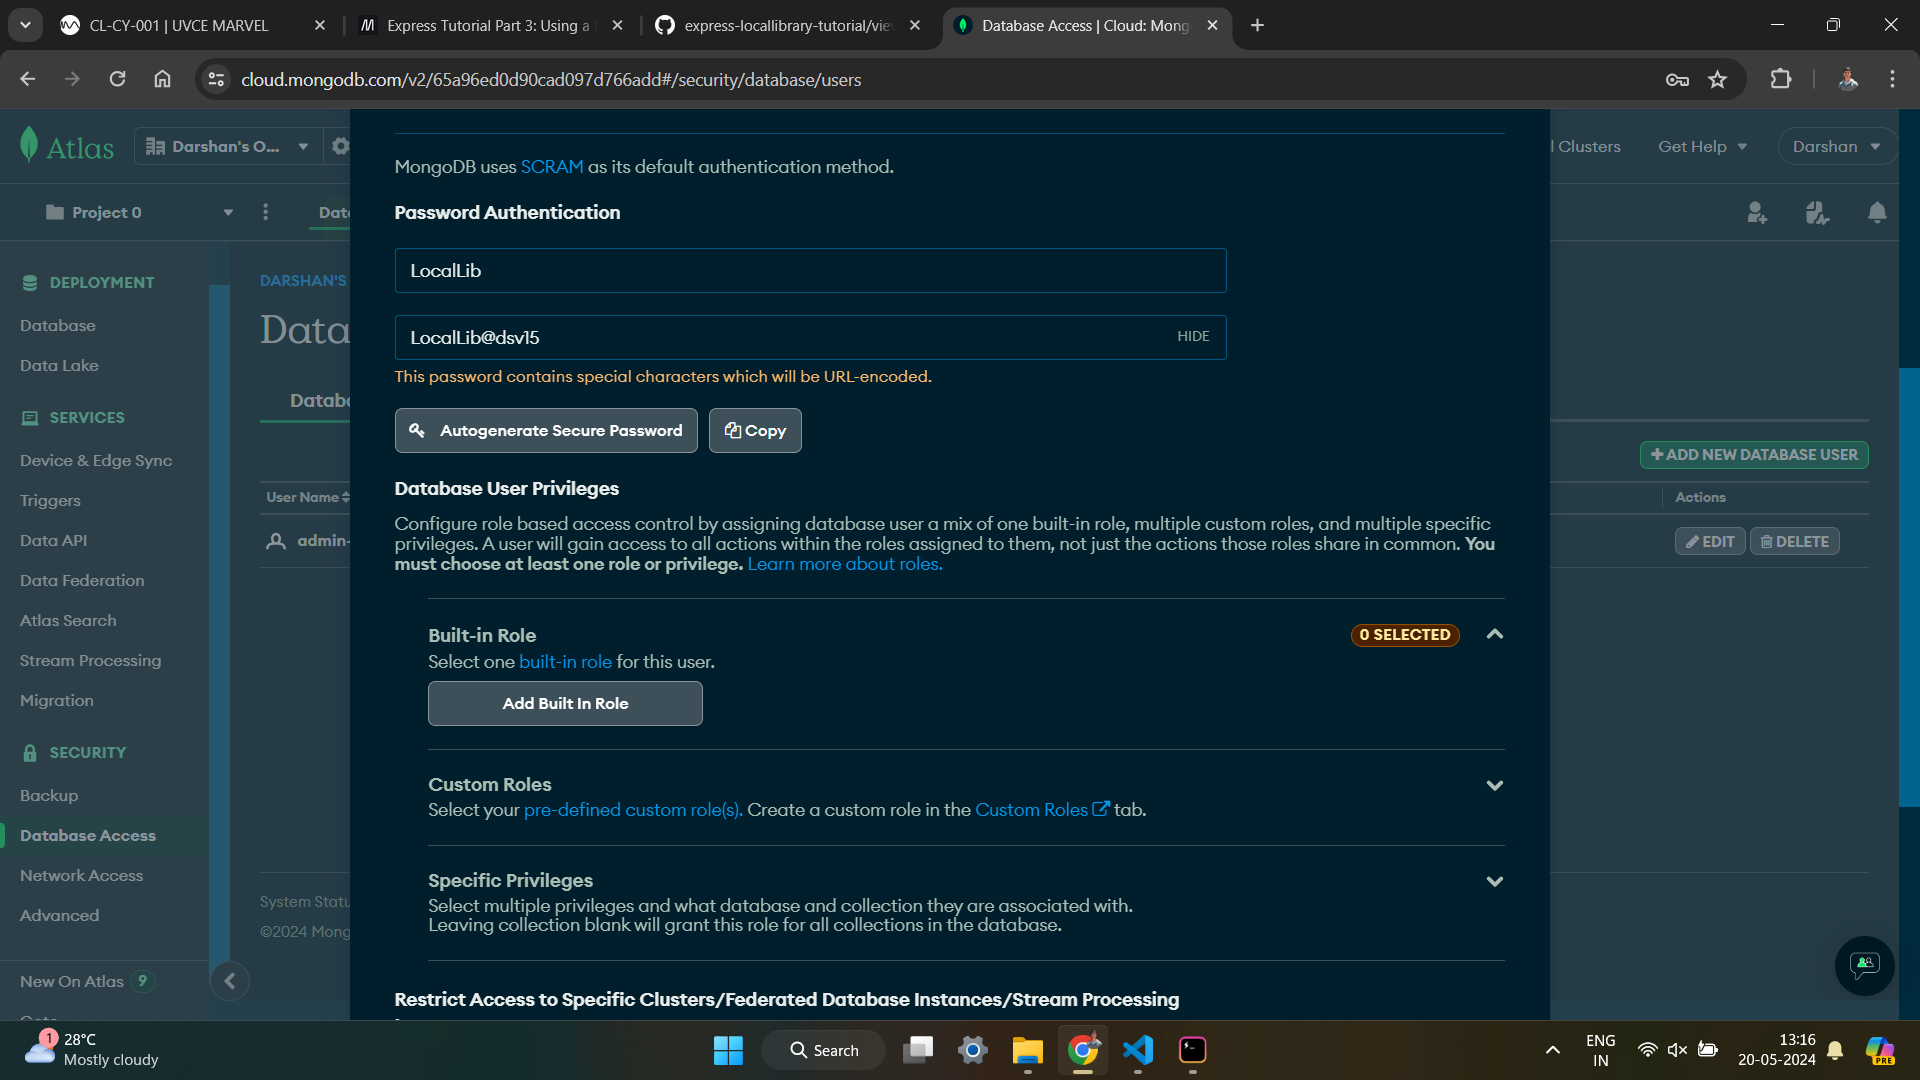 CL-CY-001 | UVCE MARVEL
Express Tutorial Part 3: Using a
express-locallibrary-tutorial/vie
Database Access | Cloud: Mong
cloud.mongodb.com/v2/65a96ed0d90cad097d766add#/security/database/users
Atlas
Darshan's O...
l Clusters
Get Help
Darshan
Project 0
Data
DEPLOYMENT
Database
Data Lake
SERVICES
Device & Edge Sync
Triggers
Data API
Data Federation
Atlas Search
Stream Processing
Migration
SECURITY
Backup
Database Access
Network Access
Advanced
New On Atlas 9
DARSHAN'S
Data
Databa
User Name
admin-
System Statu
©2024 Mong
MongoDB uses SCRAM as its default authentication method.
Password Authentication
LocalLib
LocalLib@dsv15
HIDE
This password contains special characters which will be URL-encoded.
Autogenerate Secure Password
Copy
Database User Privileges
Configure role based access control by assigning database user a mix of one built-in role, multiple custom roles, and multiple specific
privileges. A user will gain access to all actions within the roles assigned to them, not just the actions those roles share in common. You
must choose at least one role or privilege. Learn more about roles.
Built-in Role
0 SELECTED
Select one built-in role for this user.
Add Built In Role
Custom Roles
Select your pre-defined custom role(s). Create a custom role in the Custom Roles tab.
Specific Privileges
Select multiple privileges and what database and collection they are associated with.
Leaving collection blank will grant this role for all collections in the database.
Restrict Access to Specific Clusters/Federated Database Instances/Stream Processing
+ ADD NEW DATABASE USER
Actions
EDIT
DELETE
1
28°C
Mostly cloudy
Search
ENG
IN
13:16
20-05-2024
PRE